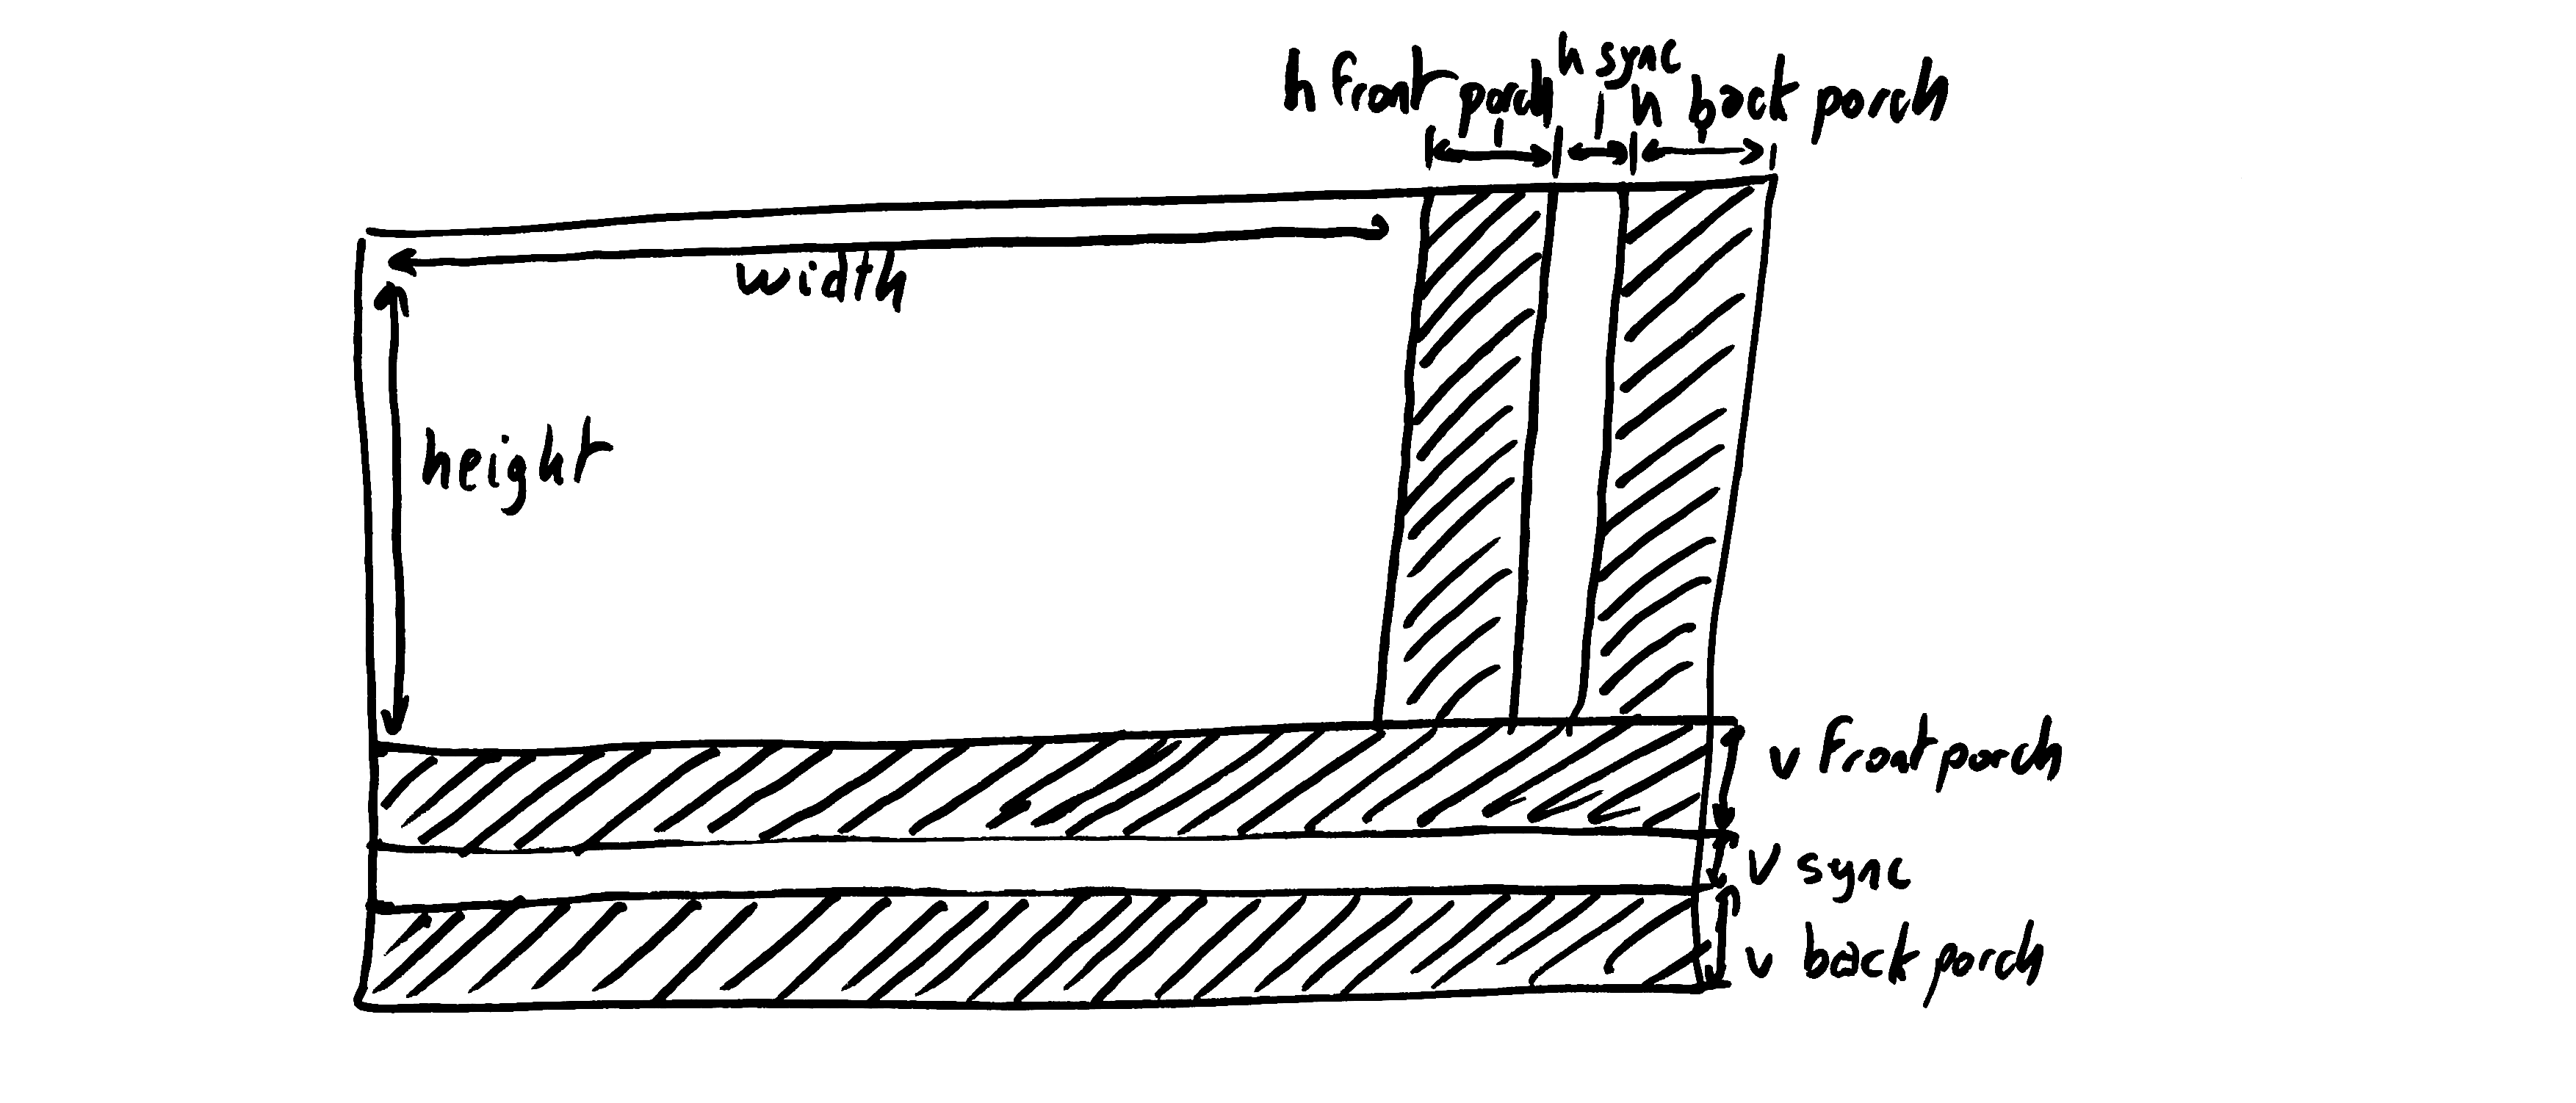 h sync
h front porch
h back porch
width
height
v front porch
v sync
v back porch